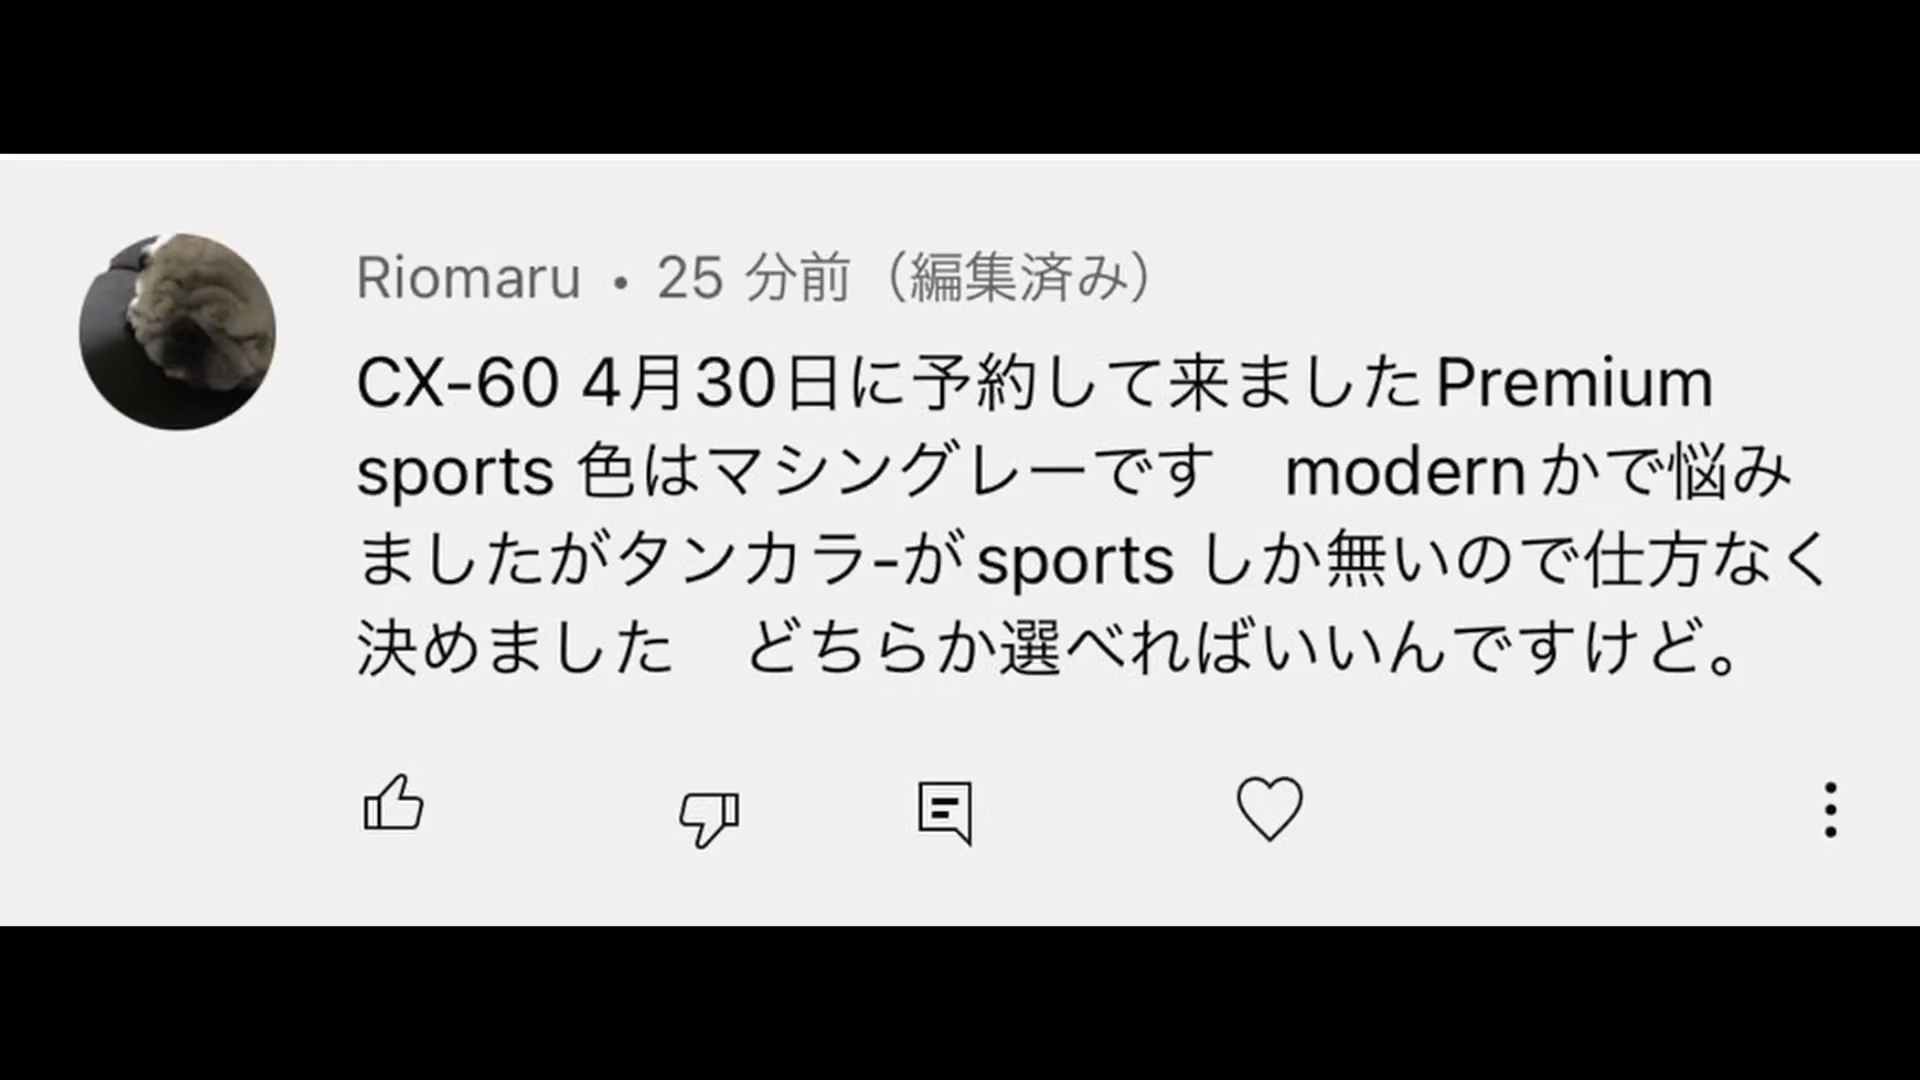 Riomaru • 25 分前（編集済み）
CX-60 4月30日に予約して来ましたPremium
sports 色はマシングレーです　modernかで悩み
ましたがタンカラ-がsports しか無いので仕方なく
決めました　どちらか選べればいいんですけど。